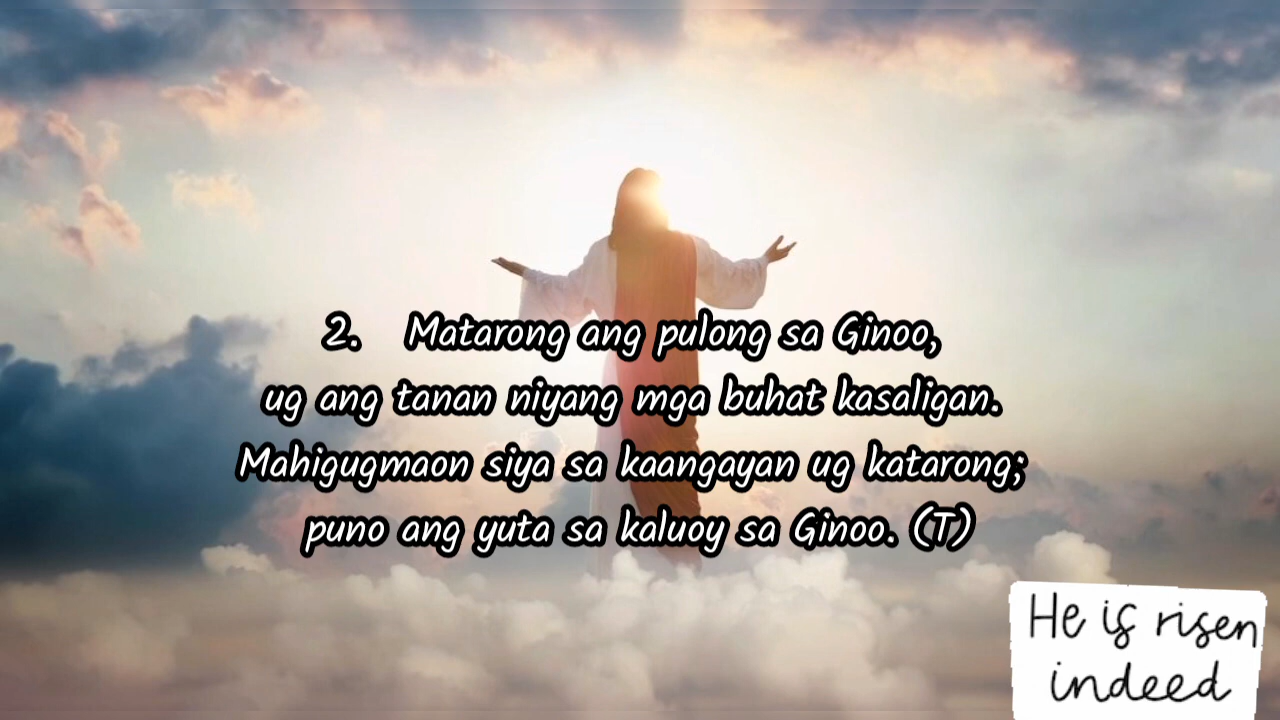 2. Matarong ang pulong sa Ginoo,
ug ang tanan niyang mga buhat kasaligan.
Mahigugmaon siya sa kaangayan ug katarong;
puno ang yuta sa kaluoy sa Ginoo. (T)
He is risen
indeed